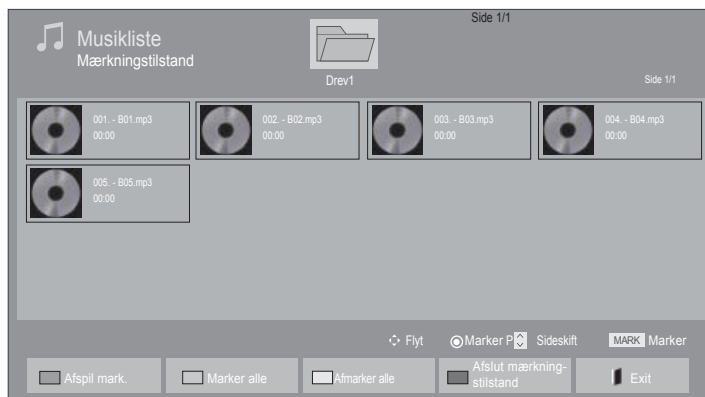 Side 1/1
Musikliste
Mærkningstilstand
Drev1
Side 1/1
001. - B01.mp3
00:00
002. - B02.mp3
00:00
003. - B03.mp3
00:00
004. - B04.mp3
00:00
005. - B05.mp3
00:00
Flyt
Marker
P
Sideskift
MARK
Marker
Afspil mark.
Marker alle
Afmarker alle
Afslut mærkning-
stilstand
Exit